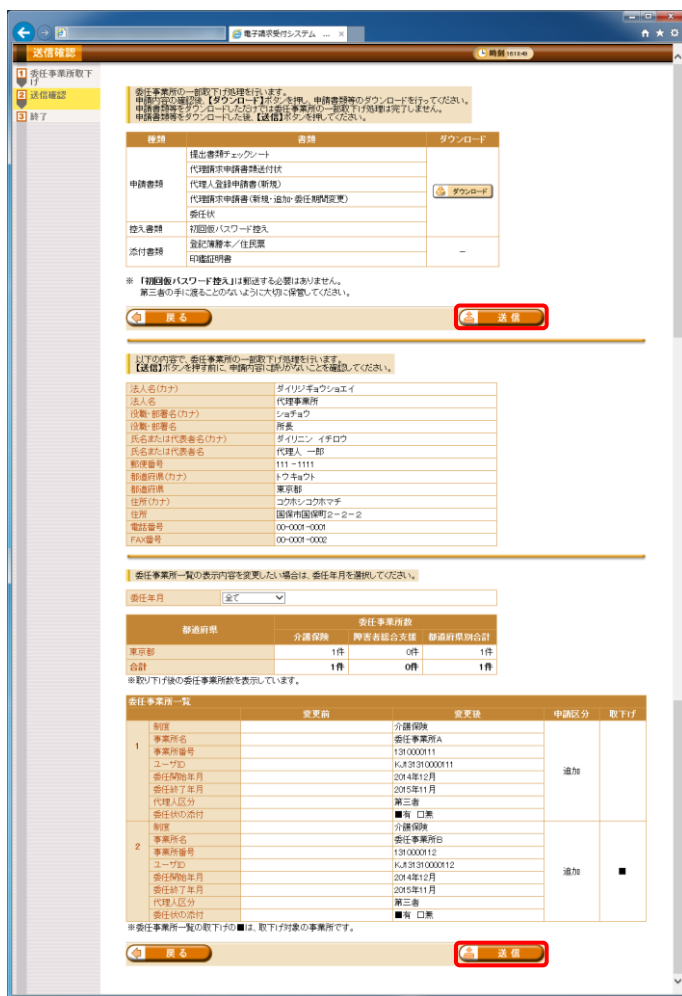 電子請求受付システム ... ×
送信確認
時刻 16:18:48
1 委任事業所取下げ
2 送信確認
3 終了
委任事業所の一部取下げ処理を行います。
申請内容の確認後、【ダウンロード】ボタンを押し、申請書類等のダウンロードを行ってください。
申請書類等をダウンロードしただけでは委任事業所の一部取下げ処理は完了しません。
申請書類等をダウンロードした後、【送信】ボタンを押してください。
種類 書類 ダウンロード
申請書類
提出書類チェックシート
代理請求申請書類送付状
代理人登録申請書(新規)
代理請求申請書(新規・追加・委任期間変更)
委任状
ダウンロード
控え書類 初回仮パスワード控え
添付書類
登記簿謄本/住民票
印鑑証明書
－
※ 「初回仮パスワード控え」は郵送する必要はありません。
第三者の手に渡ることのないように大切に保管してください。
戻る 送信
以下の内容で、委任事業所の一部取下げ処理を行います。
【送信】ボタンを押す前に、申請内容に誤りがないことを確認してください。
法人名(カナ) ダイリジギョウショエイ
法人名 代理事業所
役職・部署名(カナ) ショチョウ
役職・部署名 所長
氏名または代表者名(カナ) ダイリニン イチロウ
氏名または代表者名 代理人 一郎
郵便番号 111－1111
都道府県(カナ) トウキョウト
都道府県 東京都
住所(カナ) コクホシコクホマチ
住所 国保市国保町２－２－２
電話番号 00-0001-0001
FAX番号 00-0001-0002
委任事業所一覧の表示内容を変更したい場合は、委任年月を選択してください。
委任年月 全て
都道府県 委任事業所数
介護保険 障害者総合支援 都道府県別合計
東京都 1件 0件 1件
合計 1件 0件 1件
※取り下げ後の委任事業所数を表示しています。
委任事業所一覧
変更前 変更後 申請区分 取下げ
1
制度 介護保険
事業所名 委任事業所A
事業所番号 1310000111
ユーザID KJ131310000111
委任開始年月 2014年12月
委任終了年月 2015年11月
代理人区分 第三者
委任状の添付 ■有 □無
追加
2
制度 介護保険
事業所名 委任事業所B
事業所番号 1310000112
ユーザID KJ131310000112
委任開始年月 2014年12月
委任終了年月 2015年11月
代理人区分 第三者
委任状の添付 ■有 □無
追加 ■
※委任事業所一覧の取下げの■は、取下げ対象の事業所です。
戻る 送信